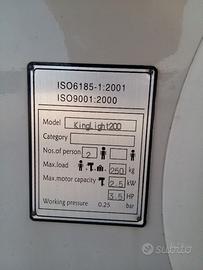 ISO6185-1:2001
ISO9001:2000
Model KingLight200
Category
Nos.of person 2
Max.load 250 kg
Max.motor capacity 2.5 kW
3.5 HP
Working pressure 0.25 bar
subito